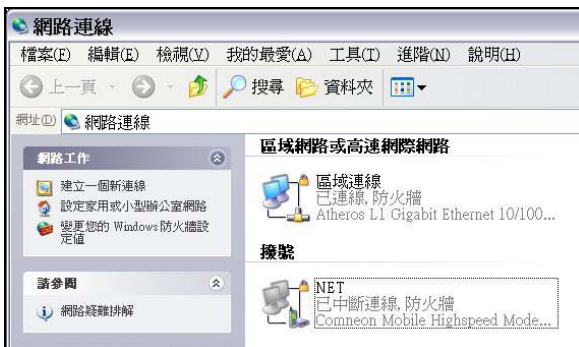 網路連線
檔案(F) 編輯(E) 檢視(V) 我的最愛(A) 工具(T) 進階(N) 說明(H)
上一頁 搜尋 資料夾
網址(D) 網路連線
網路工作
建立一個新連線
設定家用或小型辦公室網路
變更您的 Windows 防火牆設
定值
請參閱
網路疑難排解
區域網路或高速網際網路
區域連線
已連線, 防火牆
Atheros L1 Gigabit Ethernet 10/100...
撥號
NET
已中斷連線, 防火牆
Comneon Mobile Highspeed Mode...